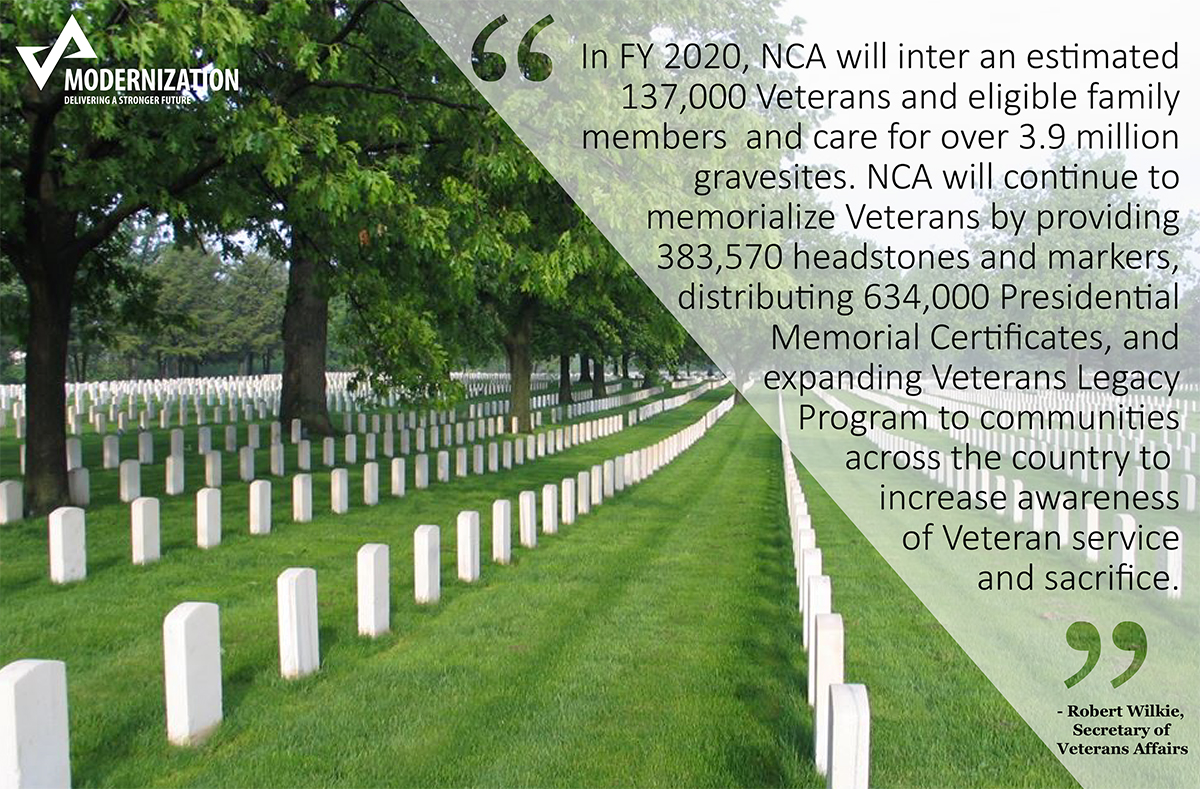 MODERNIZATION
DELIVERING A STRONGER FUTURE
“
In FY 2020, NCA will inter an estimated
137,000 Veterans and eligible family
members and care for over 3.9 million
gravesites. NCA will continue to
memorialize Veterans by providing
383,570 headstones and markers,
distributing 634,000 Presidential
Memorial Certificates, and
expanding Veterans Legacy
Program to communities
across the country to
increase awareness
of Veteran service
and sacrifice.
”
- Robert Wilkie,
Secretary of
Veterans Affairs